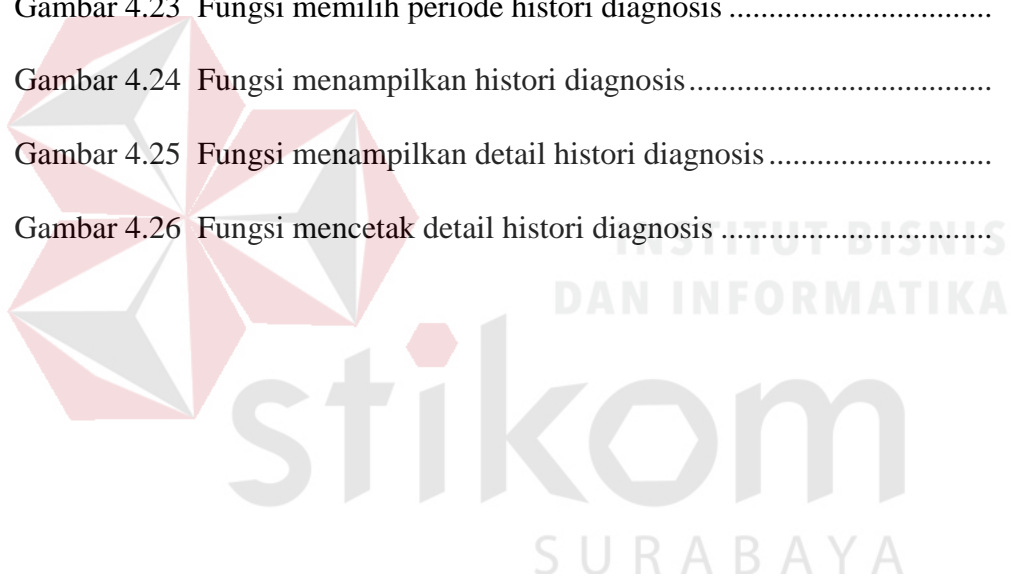 Gambar 4.23 Fungsi memilih periode histori diagnosis .................................
Gambar 4.24 Fungsi menampilkan histori diagnosis......................................
Gambar 4.25 Fungsi menampilkan detail histori diagnosis............................
Gambar 4.26 Fungsi mencetak detail histori diagnosis ..................................
INSTITUT BISNIS
DAN INFORMATIKA
stikom
SURABAYA